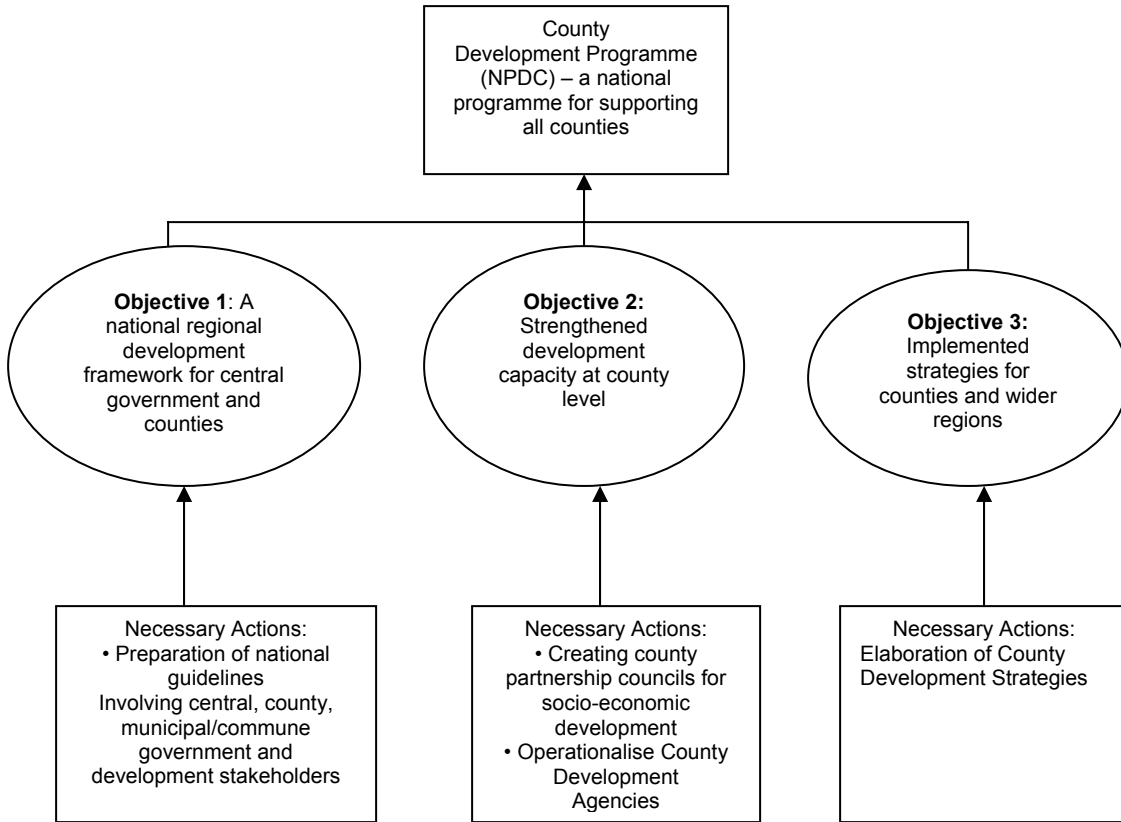 County
Development Programme
(NPDC) – a national
programme for supporting
all counties
Objective 1: A
national regional
development
framework for central
government and
counties
Objective 2:
Strengthened
development
capacity at county
level
Objective 3:
Implemented
strategies for
counties and wider
regions
Necessary Actions:
• Preparation of national
guidelines
Involving central, county,
municipal/commune
government and
development stakeholders
Necessary Actions:
• Creating county
partnership councils for
socio-economic
development
• Operationalise County
Development
Agencies
Necessary Actions:
Elaboration of County
Development Strategies